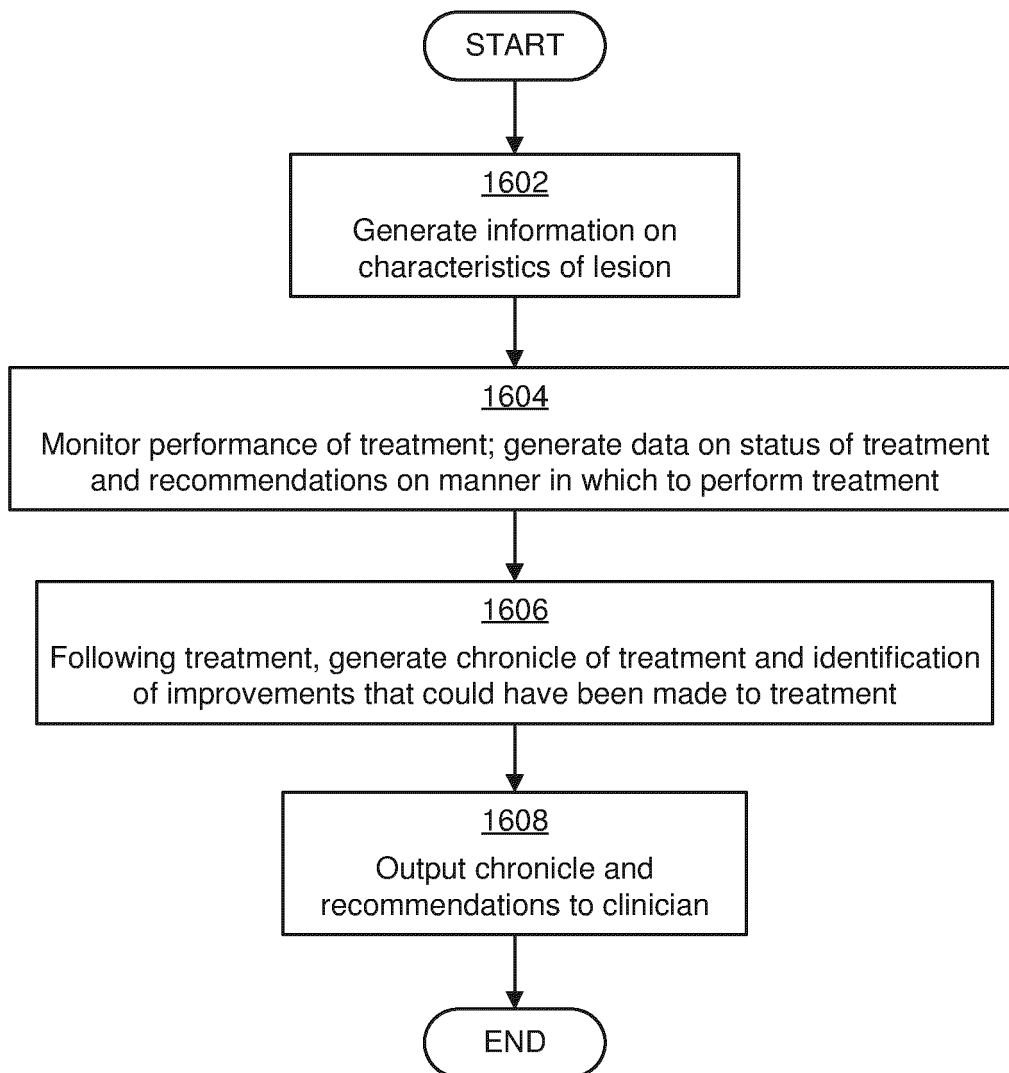 START
1602
Generate information on
characteristics of lesion
1604
Monitor performance of treatment; generate data on status of treatment
and recommendations on manner in which to perform treatment
1606
Following treatment, generate chronicle of treatment and identification
of improvements that could have been made to treatment
1608
Output chronicle and
recommendations to clinician
END